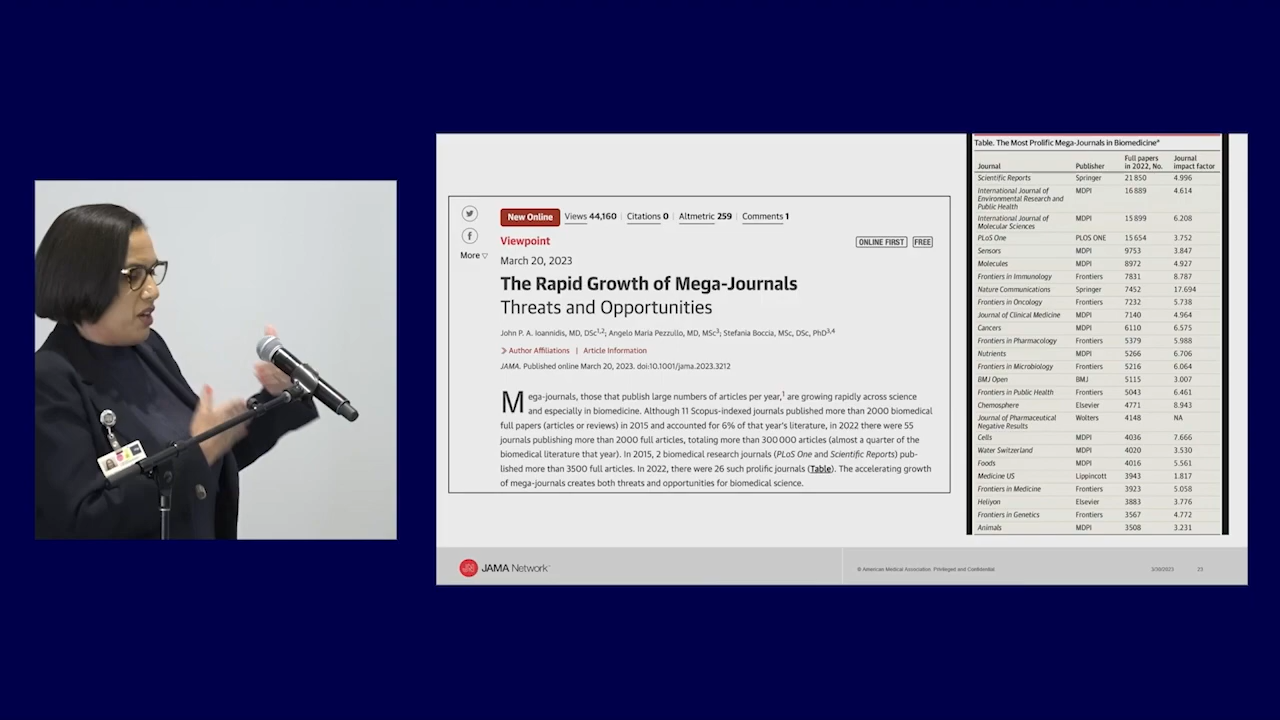 New Online Views 44,160 Citations 0 Altmetric 259 Comments 1
More
Viewpoint
ONLINE FIRST FREE
March 20, 2023
The Rapid Growth of Mega-Journals
Threats and Opportunities
John P. A. Ioannidis, MD, DSc1,2; Angelo Maria Pezzullo, MD, MSc3; Stefania Boccia, MSc, DSc, PhD3,4
Author Affiliations | Article Information
JAMA. Published online March 20, 2023. doi:10.1001/jama.2023.3212
Mega-journals, those that publish large numbers of articles per year,1 are growing rapidly across science
and especially in biomedicine. Although 11 Scopus-indexed journals published more than 2000 biomedical
full papers (articles or reviews) in 2015 and accounted for 6% of that year's literature, in 2022 there were 55
journals publishing more than 2000 full articles, totaling more than 300 000 articles (almost a quarter of the
biomedical literature that year). In 2015, 2 biomedical research journals (PLoS One and Scientific Reports) pub-
lished more than 3500 full articles. In 2022, there were 26 such prolific journals (Table). The accelerating growth
of mega-journals creates both threats and opportunities for biomedical science.
Table. The Most Prolific Mega-Journals in Biomedicine*
Journal Publisher Full papers in 2022, No. Journal impact factor
Scientific Reports Springer 21 850 4.996
International Journal of
Environmental Research and
Public Health MDPI 16 889 4.614
International Journal of
Molecular Sciences MDPI 15 899 6.208
PLoS One PLOS ONE 15 654 3.752
Sensors MDPI 9753 3.847
Molecules MDPI 8972 4.927
Frontiers in Immunology Frontiers 7831 8.787
Nature Communications Springer 7452 17.694
Frontiers in Oncology Frontiers 7232 5.738
Journal of Clinical Medicine MDPI 7140 4.964
Cancers MDPI 6110 6.575
Frontiers in Pharmacology Frontiers 5379 5.988
Nutrients MDPI 5266 6.706
Frontiers in Microbiology Frontiers 5216 6.064
BMJ Open BMJ 5115 3.007
Frontiers in Public Health Frontiers 5043 6.461
Chemosphere Elsevier 4771 8.943
Journal of Pharmaceutical
Negative Results Wolters 4148 NA
Cells MDPI 4036 7.666
Water Switzerland MDPI 4020 3.530
Foods MDPI 4016 5.561
Medicine US Lippincott 3943 1.817
Frontiers in Medicine Frontiers 3923 5.058
Heliyon Elsevier 3883 3.776
Frontiers in Genetics Frontiers 3567 4.772
Animals MDPI 3508 3.231
JAMA Network
© American Medical Association. Privileged and Confidential
3/30/2023 23